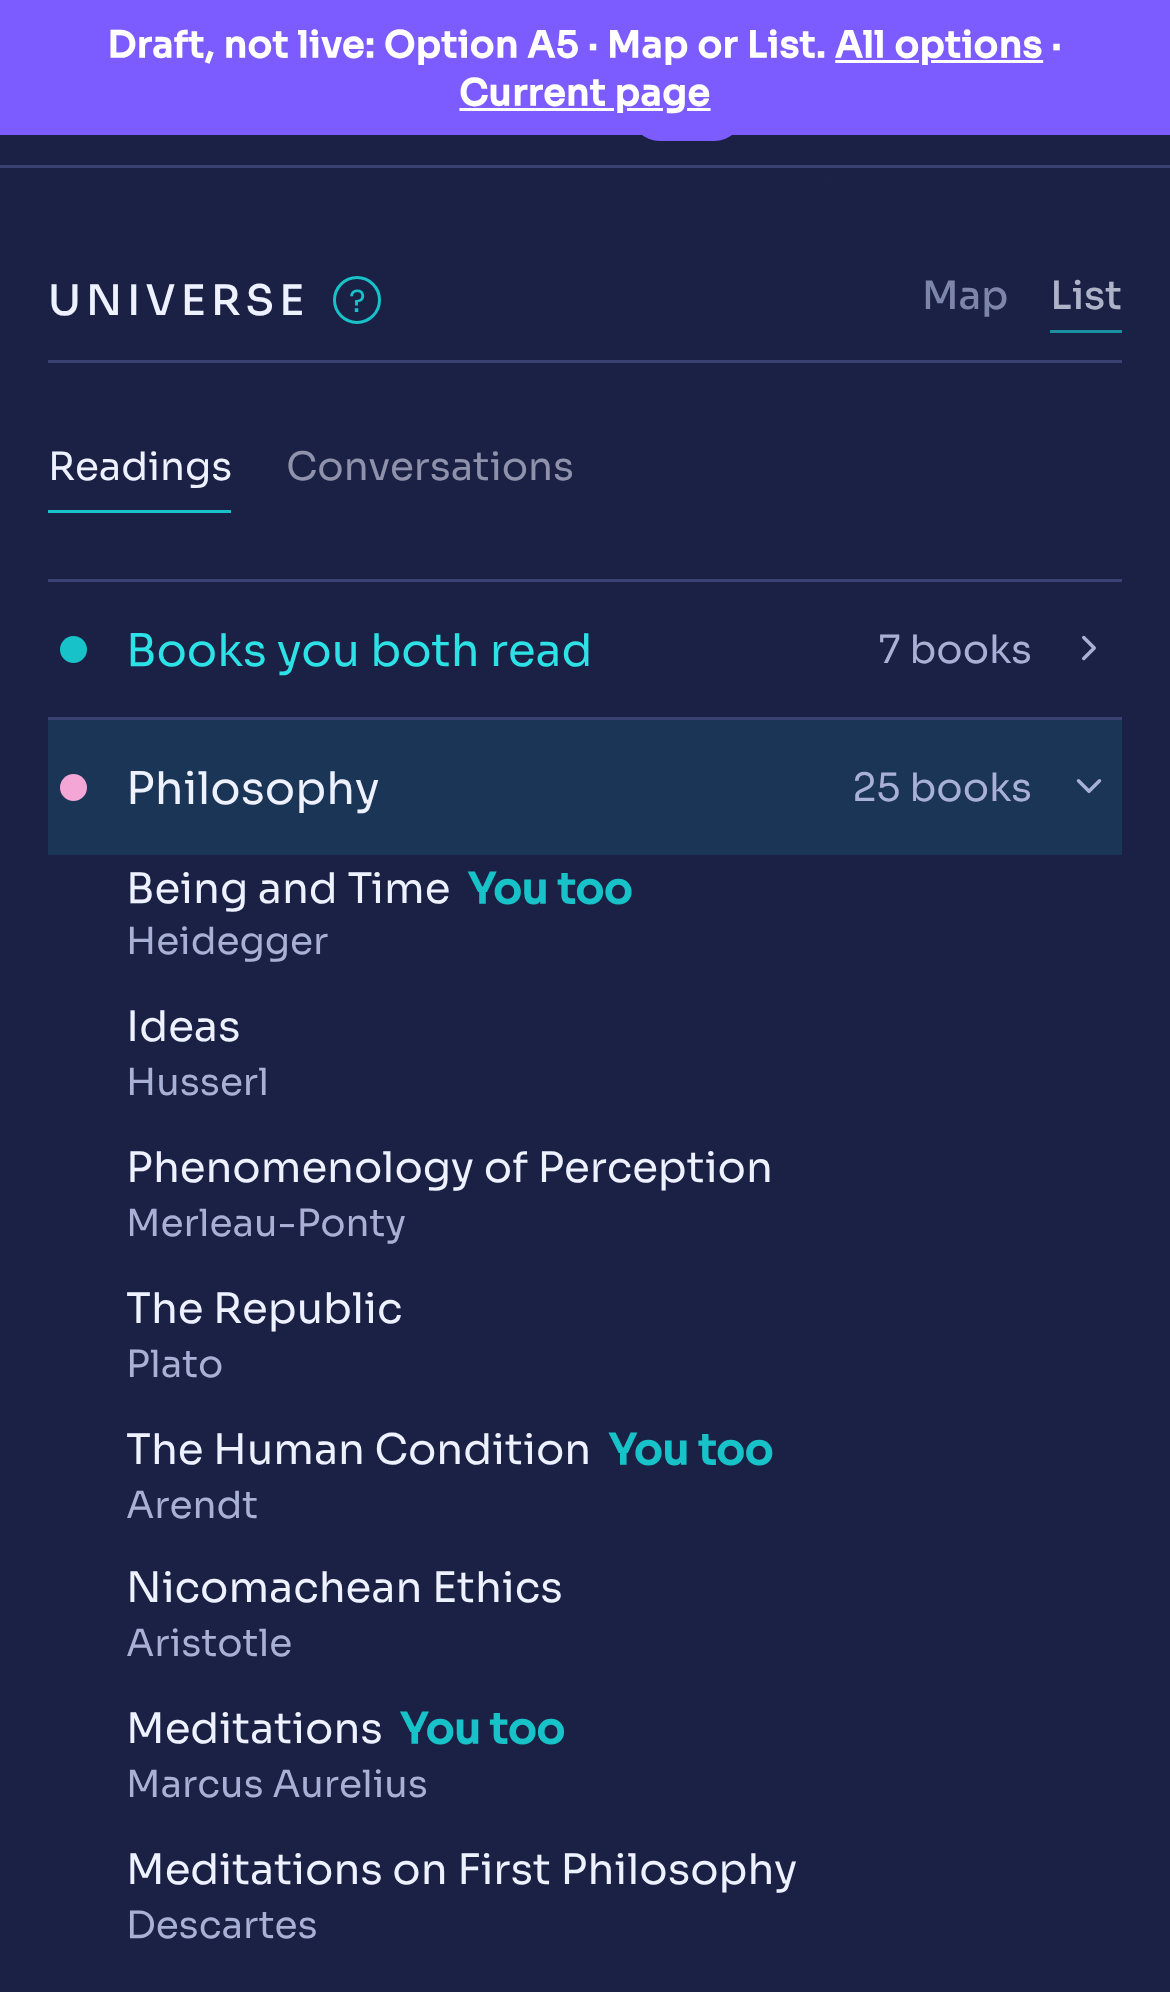 Draft, not live: Option A5 · Map or List. All options ·
Current page
UNIVERSE ? Map List
Readings Conversations
Books you both read 7 books
Philosophy 25 books
Being and Time You too
Heidegger
Ideas
Husserl
Phenomenology of Perception
Merleau-Ponty
The Republic
Plato
The Human Condition You too
Arendt
Nicomachean Ethics
Aristotle
Meditations You too
Marcus Aurelius
Meditations on First Philosophy
Descartes